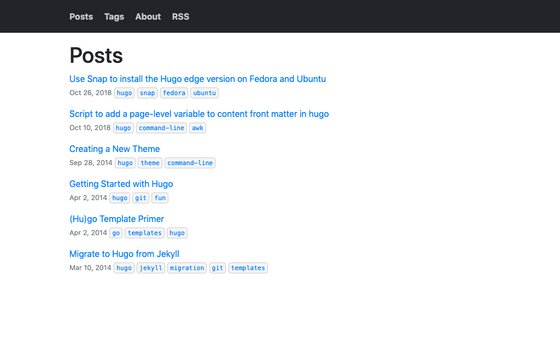 Posts Tags About RSS
Posts
Use Snap to install the Hugo edge version on Fedora and Ubuntu
Oct 26, 2018 hugo snap fedora ubuntu
Script to add a page-level variable to content front matter in hugo
Oct 10, 2018 hugo command-line awk
Creating a New Theme
Sep 28, 2014 hugo theme command-line
Getting Started with Hugo
Apr 2, 2014 hugo git fun
(Hu)go Template Primer
Apr 2, 2014 go templates hugo
Migrate to Hugo from Jekyll
Mar 10, 2014 hugo jekyll migration git templates